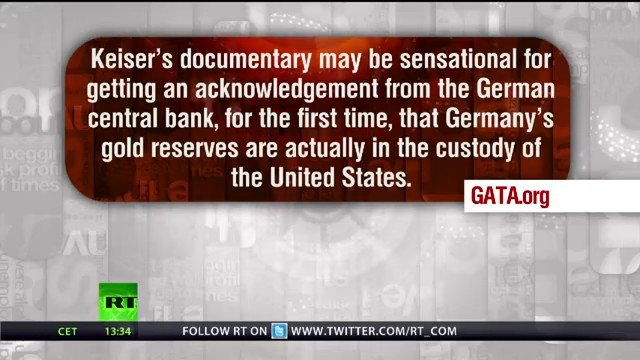 Keiser's documentary may be sensational for
getting an acknowledgement from the German
central bank, for the first time, that Germany's
gold reserves are actually in the custody of
the United States.
GATA.org
RT
CET 13:34 FOLLOW RT ON WWW.TWITTER.COM/RT_COM